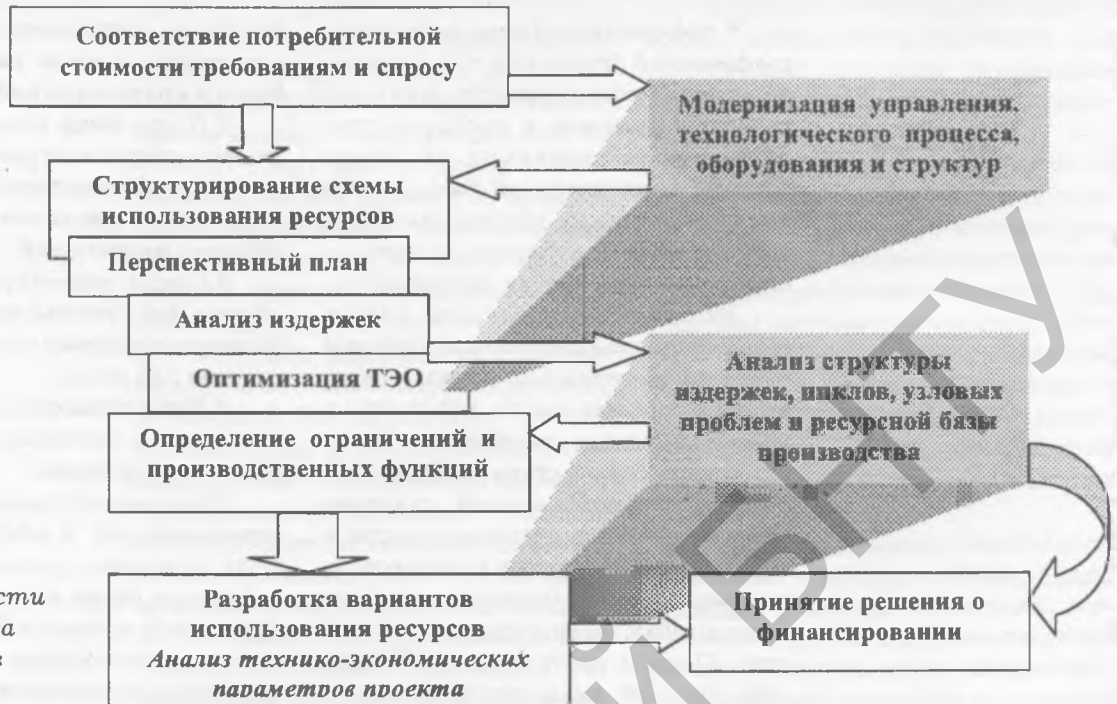 Соответствие потребительной
стоимости требованиям и спросу
Модернизация управления,
технологического процесса,
оборудования и структур
Структурирование схемы
использования ресурсов
Перспективный план
Анализ издержек
Оптимизация ТЭО
Анализ структуры
издержек, циклов, узловых
проблем и ресурсной базы
производства
Определение ограничений и
производственных функций
Разработка вариантов
использования ресурсов
Анализ технико-экономических
параметров проекта
Принятие решения о
финансировании
сти
а
й БНТУ